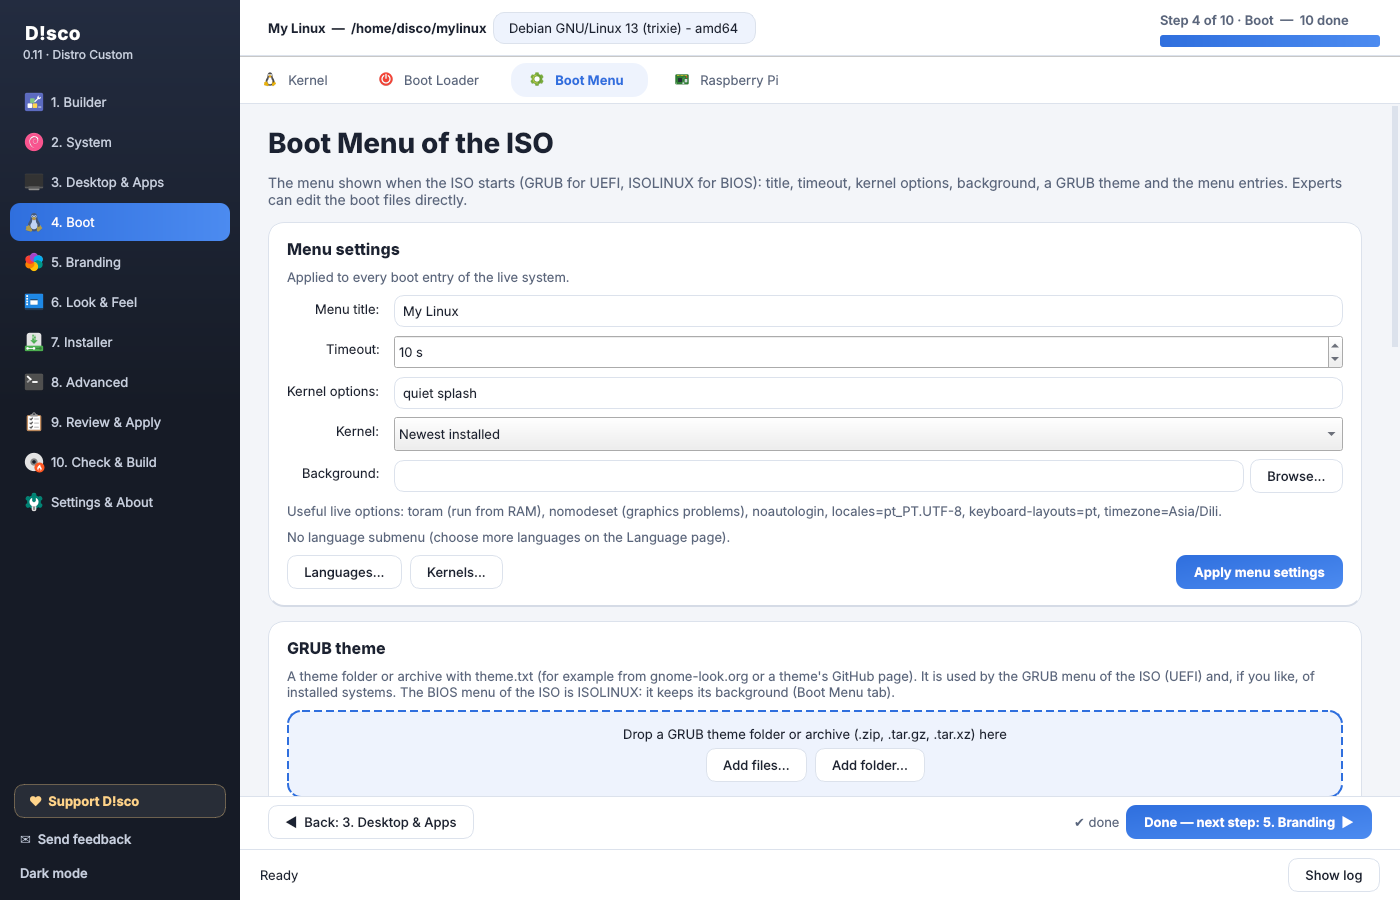 D!sco
0.11 · Distro Custom
1. Builder
2. System
3. Desktop & Apps
4. Boot
5. Branding
6. Look & Feel
7. Installer
8. Advanced
9. Review & Apply
10. Check & Build
Settings & About
Support D!sco
Send feedback
Dark mode
My Linux — /home/disco/mylinux
Debian GNU/Linux 13 (trixie) - amd64
Step 4 of 10 · Boot — 10 done
Kernel
Boot Loader
Boot Menu
Raspberry Pi
Boot Menu of the ISO
The menu shown when the ISO starts (GRUB for UEFI, ISOLINUX for BIOS): title, timeout, kernel options, background, a GRUB theme and the menu entries. Experts
can edit the boot files directly.
Menu settings
Applied to every boot entry of the live system.
Menu title: My Linux
Timeout: 10 s
Kernel options: quiet splash
Kernel: Newest installed
Background: Browse...
Useful live options: toram (run from RAM), nomodeset (graphics problems), noautologin, locales=pt_PT.UTF-8, keyboard-layouts=pt, timezone=Asia/Dili.
No language submenu (choose more languages on the Language page).
Languages... Kernels... Apply menu settings
GRUB theme
A theme folder or archive with theme.txt (for example from gnome-look.org or a theme's GitHub page). It is used by the GRUB menu of the ISO (UEFI) and, if you like, of
installed systems. The BIOS menu of the ISO is ISOLINUX: it keeps its background (Boot Menu tab).
Drop a GRUB theme folder or archive (.zip, .tar.gz, .tar.xz) here
Add files... Add folder...
◀ Back: 3. Desktop & Apps
✔ done
Done — next step: 5. Branding ▶
Ready
Show log